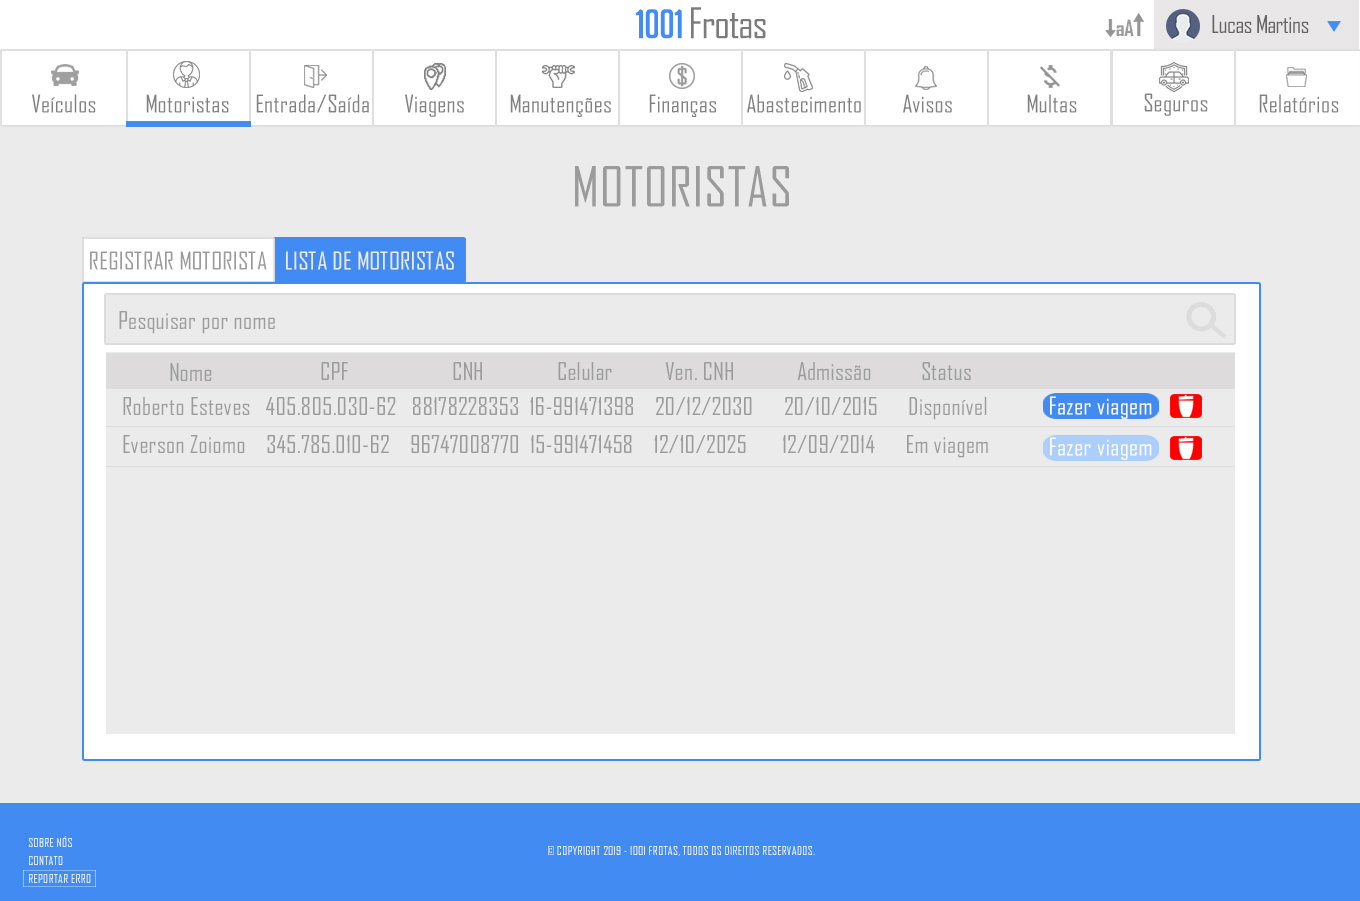 1001 Frotas
aA
Lucas Martins
Veículos
Motoristas
Entrada/Saída
Viagens
Manutenções
Finanças
Abastecimento
Avisos
Multas
Seguros
Relatórios
MOTORISTAS
REGISTRAR MOTORISTA
LISTA DE MOTORISTAS
Pesquisar por nome
Nome CPF CNH Celular Ven. CNH Admissão Status
Roberto Esteves 405.805.030-62 88178228353 16-991471398 20/12/2030 20/10/2015 Disponível Fazer viagem
Everson Zoiomo 345.785.010-62 96747008770 15-991471458 12/10/2025 12/09/2014 Em viagem Fazer viagem
SOBRE NÓS
CONTATO
REPORTAR ERRO
© COPYRIGHT 2019 - 1001 FROTAS, TODOS OS DIREITOS RESERVADOS.